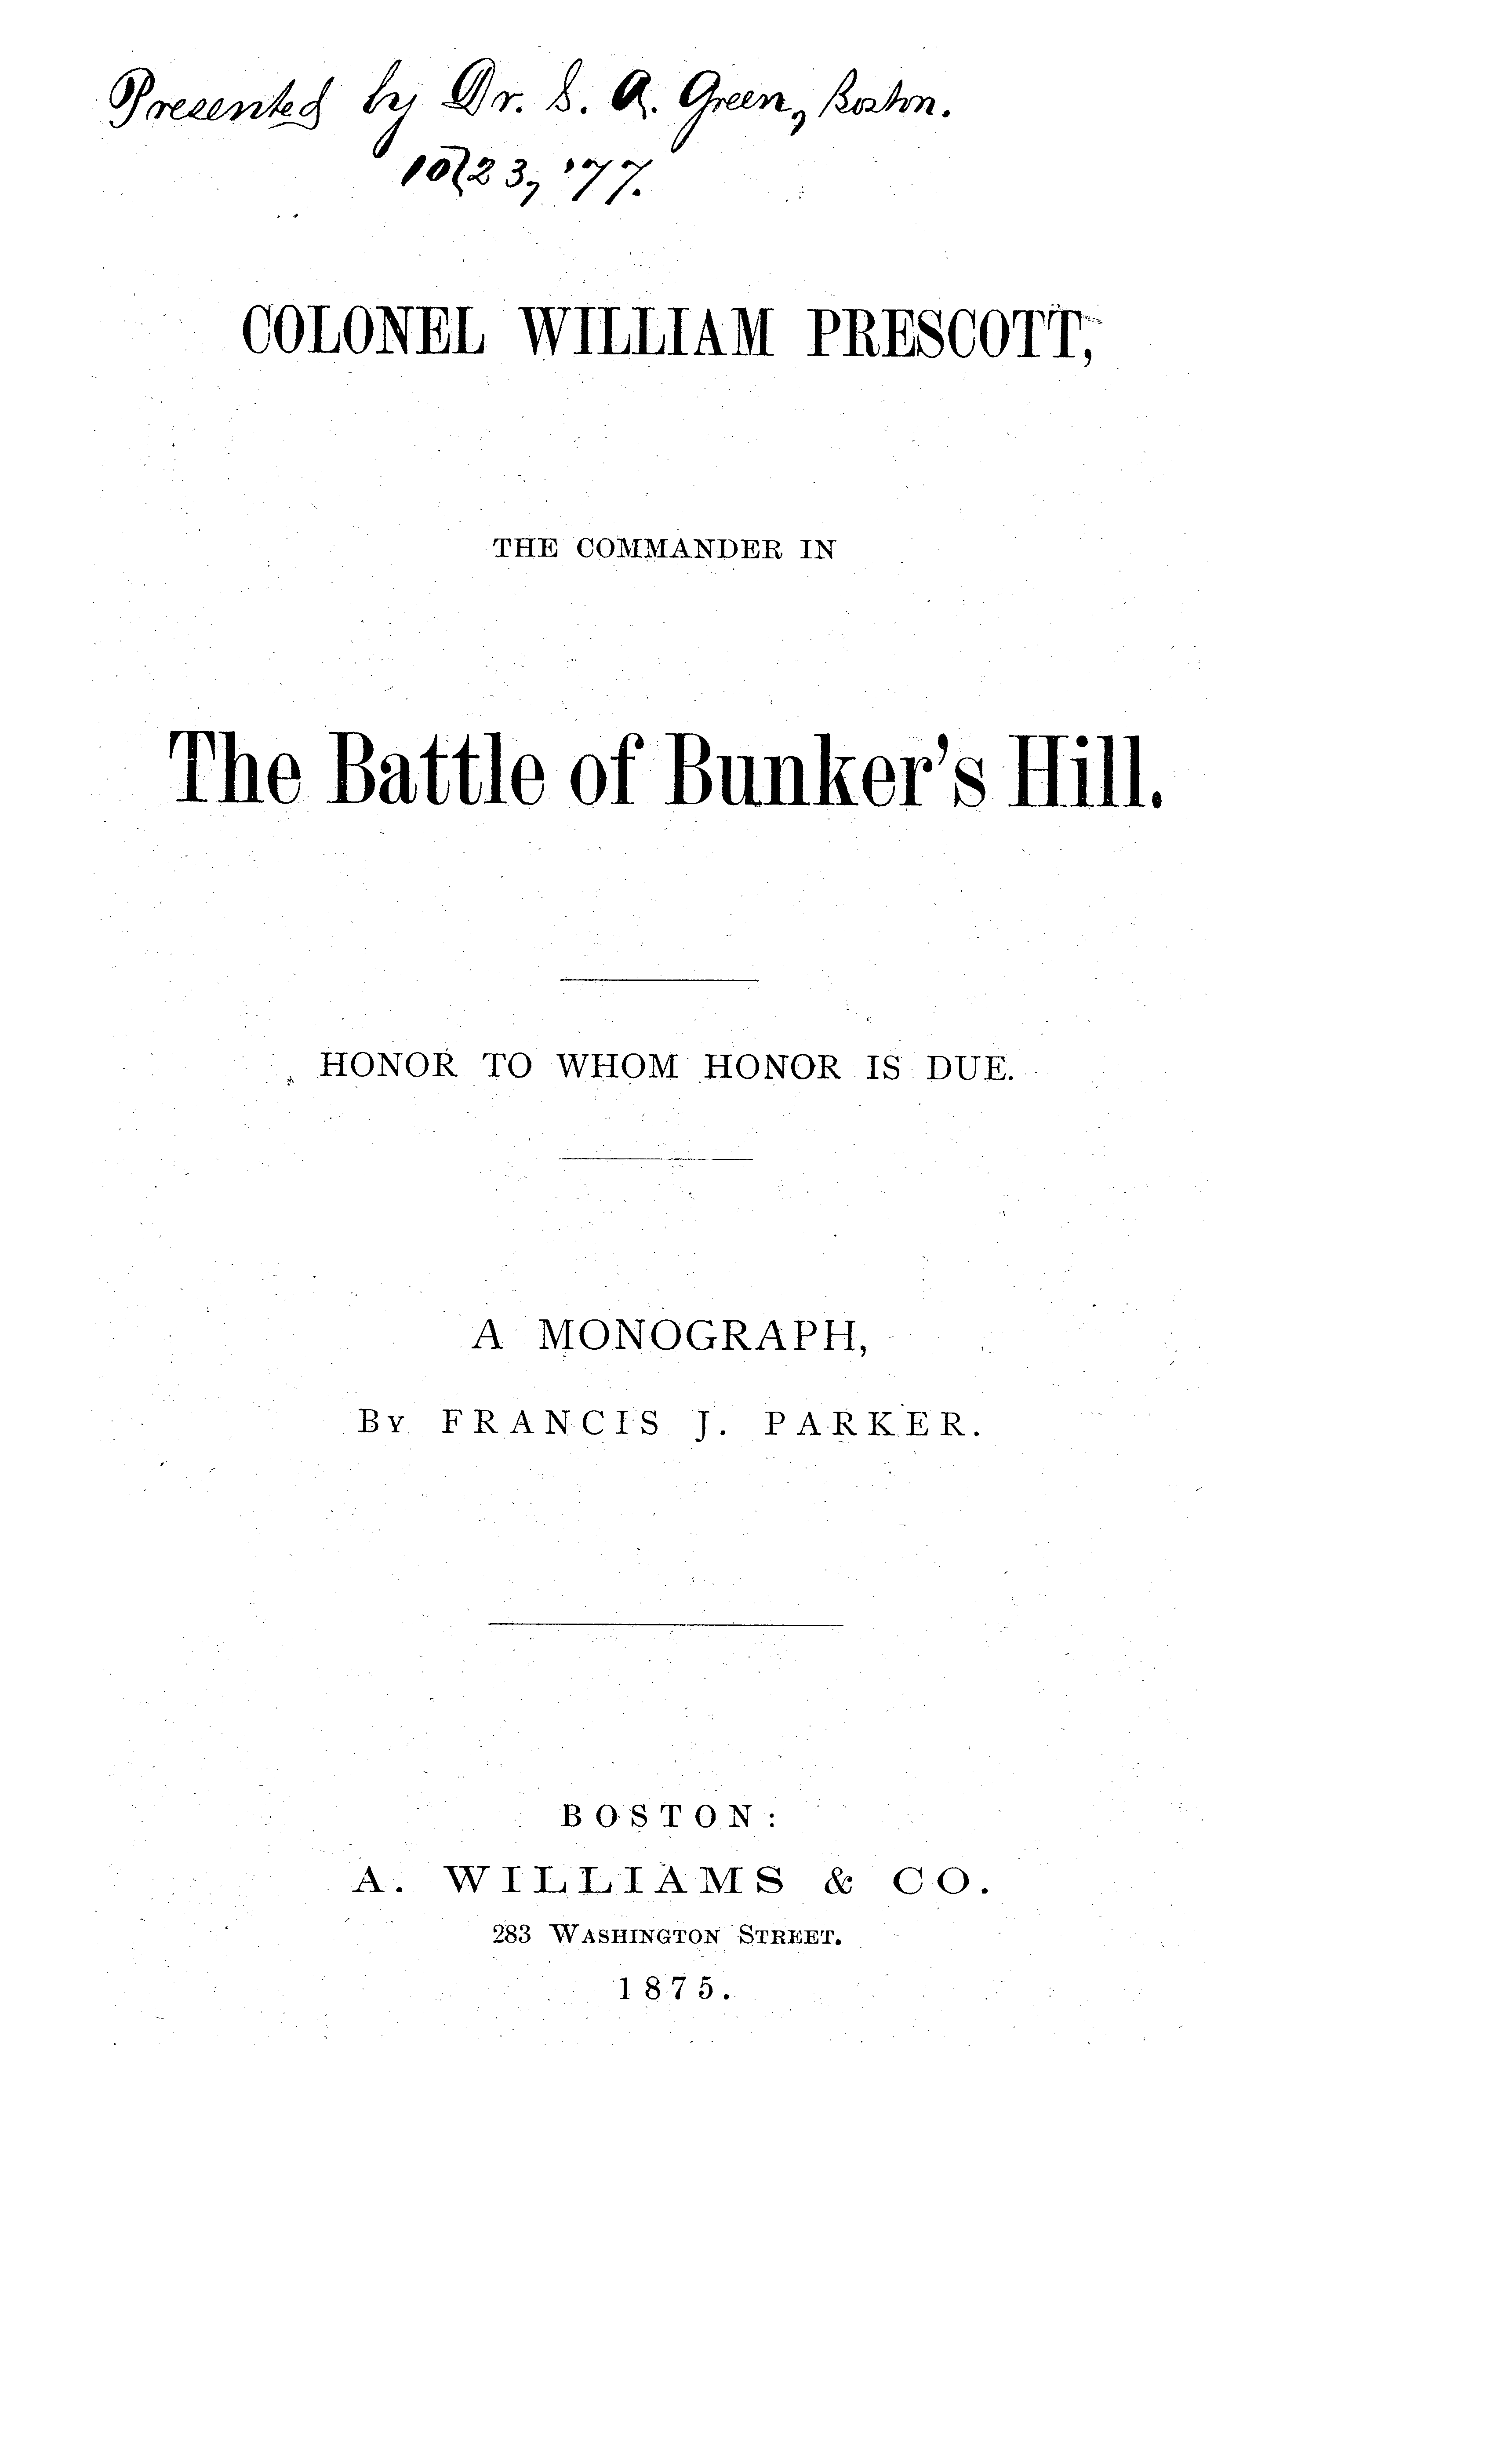 Presented by Dr. S. A. Green, Boston.
10/23, '77.
COLONEL WILLIAM PRESCOTT,
THE COMMANDER IN
The Battle of Bunker's Hill.
HONOR TO WHOM HONOR IS DUE.
A MONOGRAPH,
BY FRANCIS J. PARKER.
BOSTON:
A. WILLIAMS & CO.
283 WASHINGTON STREET.
1875.